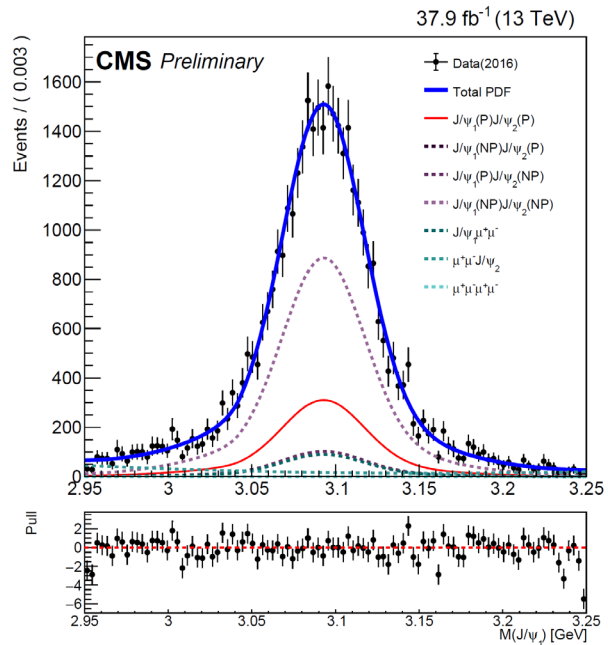 37.9 fb⁻¹ (13 TeV)
CMS Preliminary
Events / ( 0.003 )
1600
1400
1200
1000
800
600
400
200
0
2.95 3 3.05 3.1 3.15 3.2 3.25
Data(2016)
Total PDF
J/ψ₁(P)J/ψ₂(P)
J/ψ₁(NP)J/ψ₂(P)
J/ψ₁(P)J/ψ₂(NP)
J/ψ₁(NP)J/ψ₂(NP)
J/ψ₁μ⁺μ⁻
μ⁺μ⁻J/ψ₂
μ⁺μ⁻μ⁺μ⁻
Pull
2
0
−2
−4
−6
2.95 3 3.05 3.1 3.15 3.2 3.25
M(J/ψ₁) [GeV]